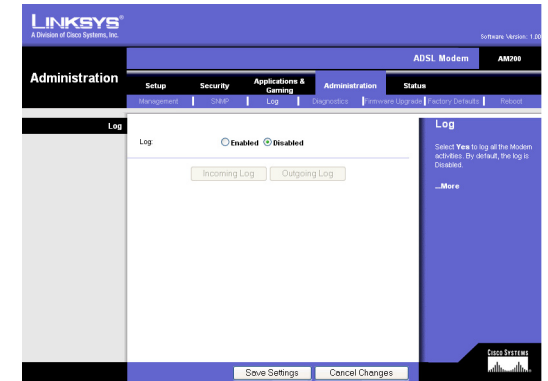 LINKSYS®
A Division of Cisco Systems, Inc.
Software Version: 1.00
ADSL Modem AM200
Administration
Setup Security Applications & Gaming Administration Status
Management SNMP Log Diagnostics Firmware Upgrade Factory Defaults Reboot
Log
Log: Enabled Disabled
Incoming Log Outgoing Log
Log
Select Yes to log all the Modem
activities. By default, the log is
Disabled.
...More
Save Settings Cancel Changes
CISCO SYSTEMS